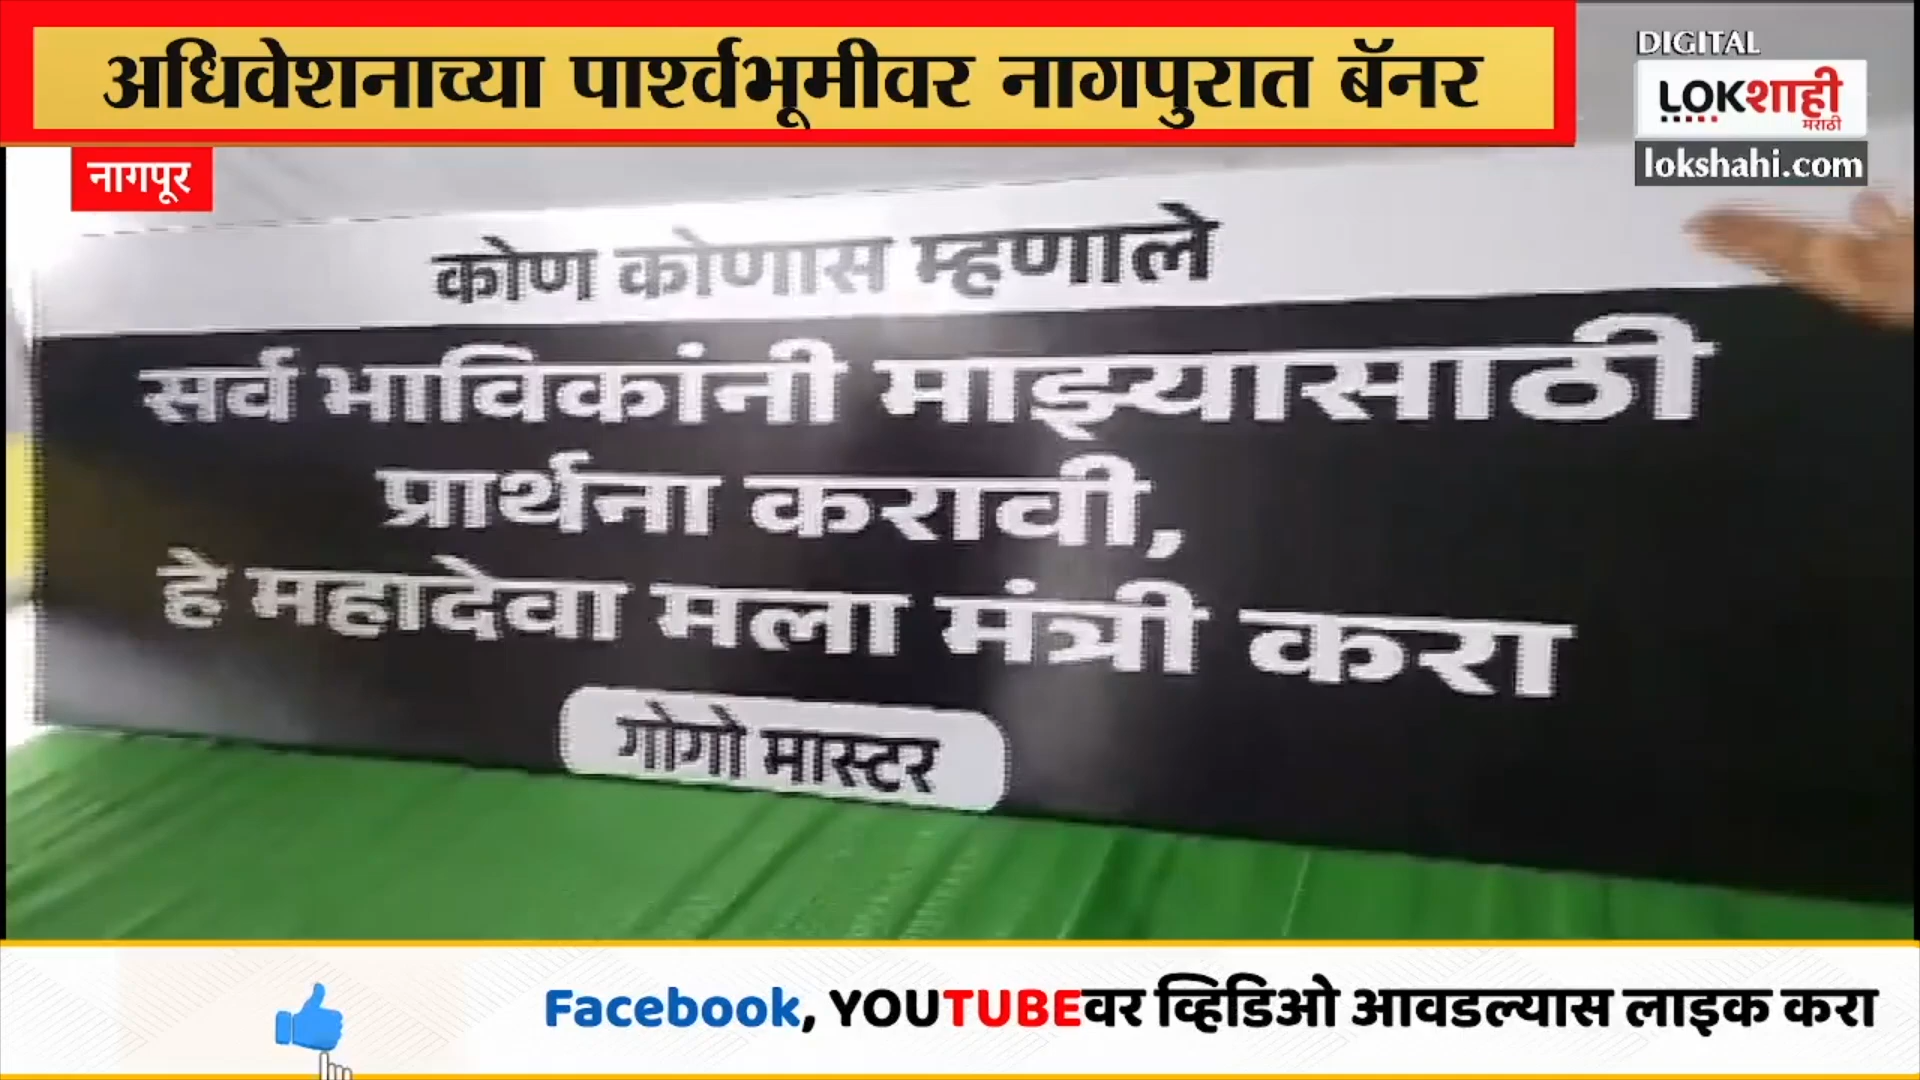 अधिवेशनाच्या पार्श्वभूमीवर नागपुरात बॅनर
DIGITAL
LOKशाही
मराठी
lokshahi.com
नागपूर
कोण कोणास म्हणाले
सर्व भाविकांनी माझ्यासाठी
प्रार्थना करावी,
हे महादेवा मला मंत्री करा
गोगो मास्टर
Facebook, YOUTUBEवर व्हिडिओ आवडल्यास लाइक करा